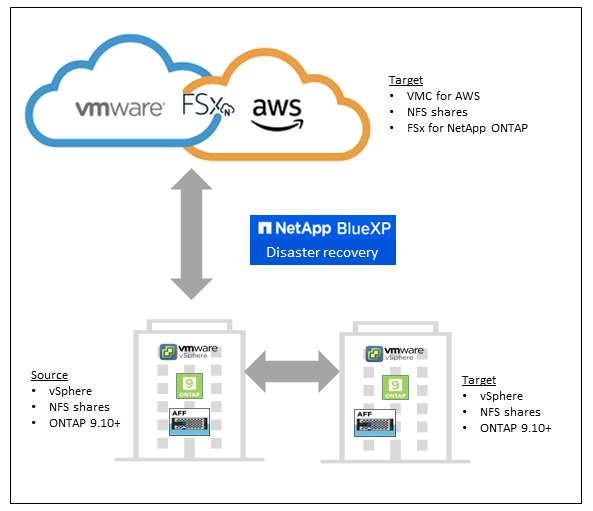 vmware®
FSx N
aws
Target
• VMC for AWS
• NFS shares
• FSx for NetApp ONTAP
NetApp BlueXP
Disaster recovery
vmware
vSphere
9
ONTAP
AFF
Source
• vSphere
• NFS shares
• ONTAP 9.10+
vmware
vSphere
9
ONTAP
AFF
Target
• vSphere
• NFS shares
• ONTAP 9.10+